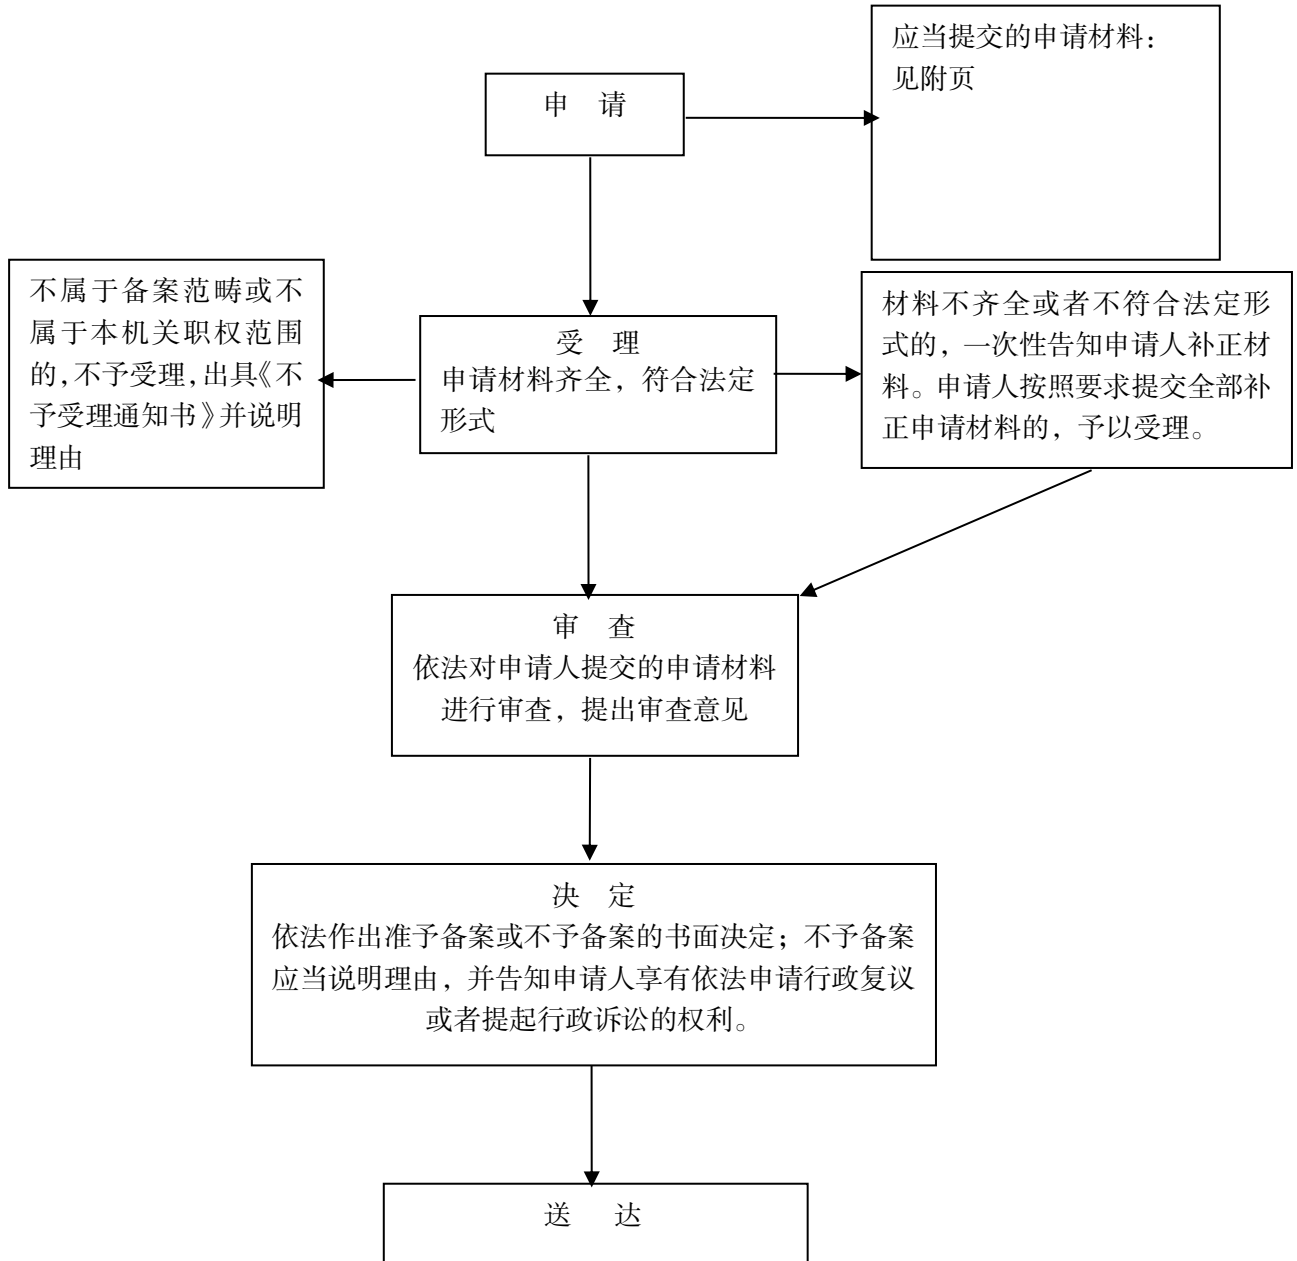 应当提交的申请材料：
见附页
申 请
不属于备案范畴或不
属于本机关职权范围
的，不予受理，出具《不
予受理通知书》并说明
理由
受 理
申请材料齐全，符合法定
形式
材料不齐全或者不符合法定形
式的，一次性告知申请人补正材
料。申请人按照要求提交全部补
正申请材料的，予以受理。
审 查
依法对申请人提交的申请材料
进行审查，提出审查意见
决 定
依法作出准予备案或不予备案的书面决定；不予备案
应当说明理由，并告知申请人享有依法申请行政复议
或者提起行政诉讼的权利。
送 达